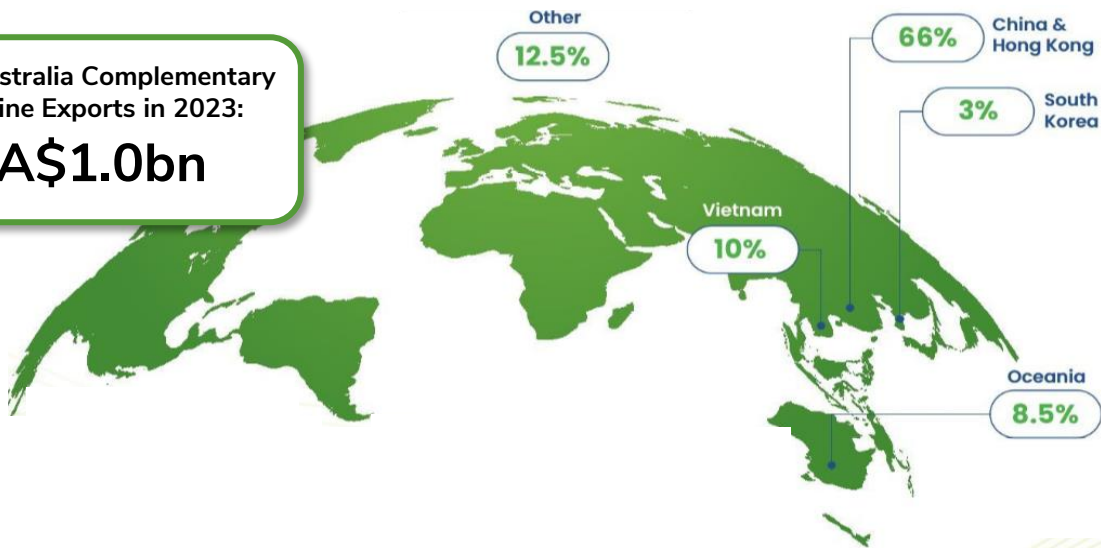 stralia Complementary
ine Exports in 2023:
A$1.0bn
Other
12.5%
66%
China &
Hong Kong
3%
South
Korea
Vietnam
10%
Oceania
8.5%